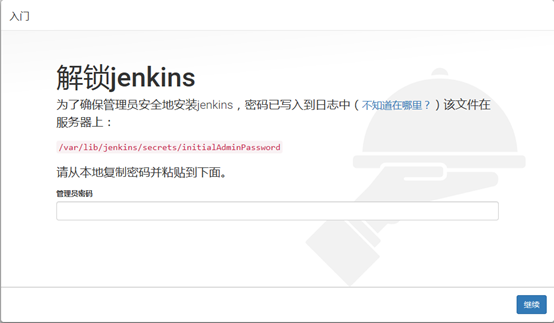 入门
解锁jenkins
为了确保管理员安全地安装jenkins，密码已写入到日志中（不知道在哪里？）该文件在
服务器上：
/var/lib/jenkins/secrets/initialAdminPassword
请从本地复制密码并粘贴到下面。
管理员密码
继续